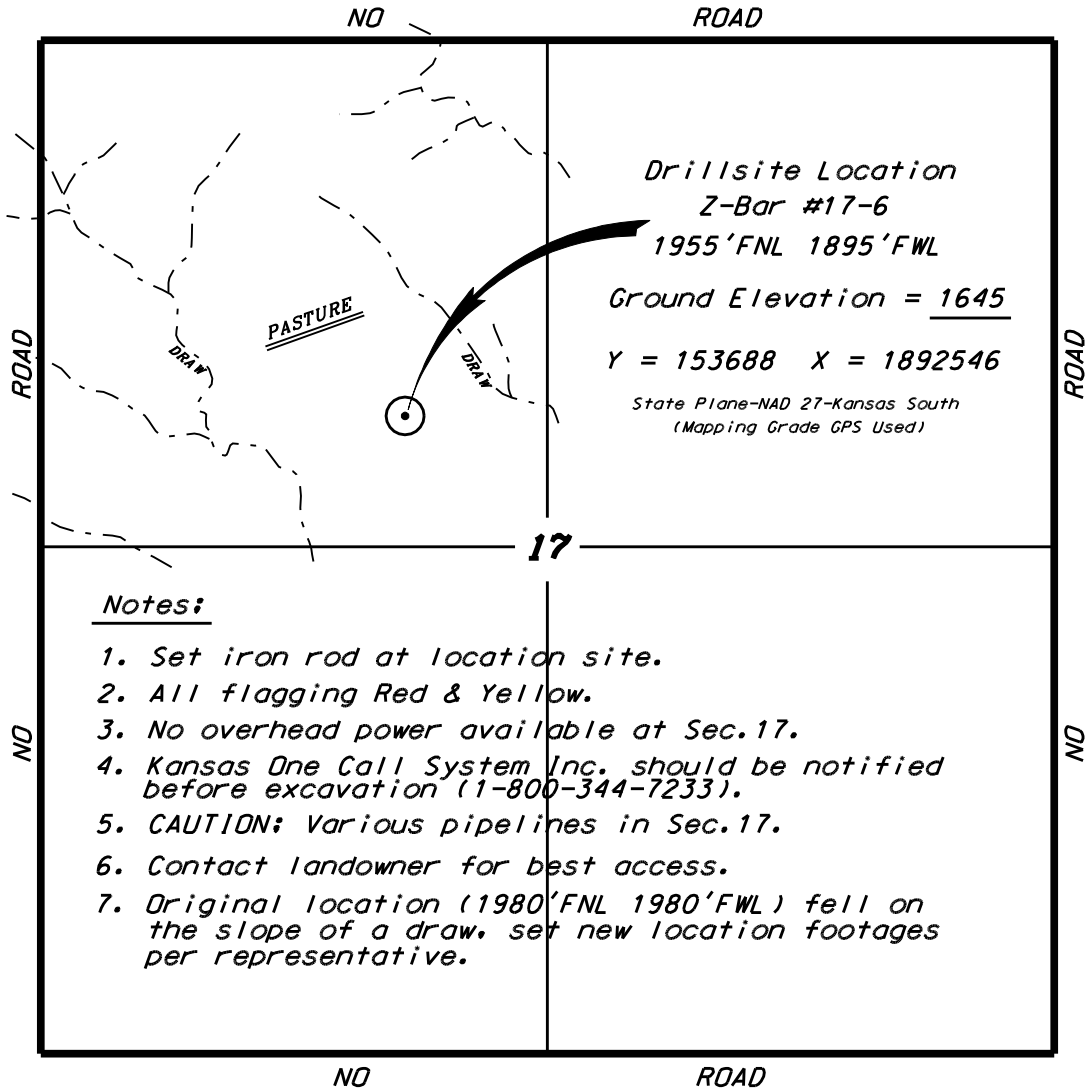 NO ROAD
Drillsite Location
Z-Bar #17-6
1955'FNL 1895'FWL
Ground Elevation = 1645
Y = 153688 X = 1892546
State Plane-NAD 27-Kansas South
(Mapping Grade GPS Used)
PASTURE
DRAW
DRAW
NO ROAD
NO ROAD
17
Notes:
1. Set iron rod at location site.
2. All flagging Red & Yellow.
3. No overhead power available at Sec.17.
4. Kansas One Call System Inc. should be notified
before excavation (1-800-344-7233).
5. CAUTION: Various pipelines in Sec.17.
6. Contact landowner for best access.
7. Original location (1980'FNL 1980'FWL) fell on
the slope of a draw. set new location footages
per representative.
NO ROAD